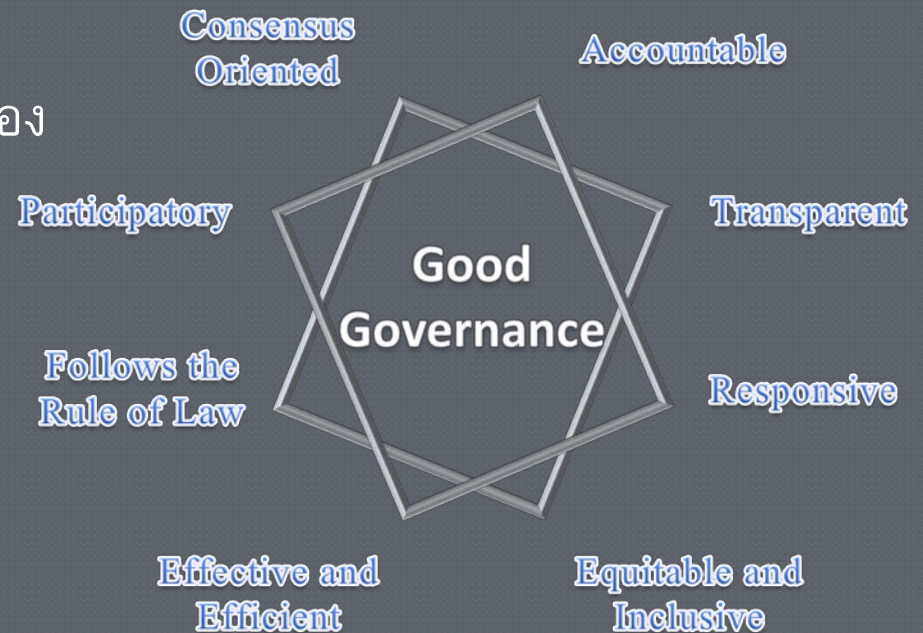 Consensus
Oriented
Accountable
Participatory
Transparent
Good
Governance
Follows the
Rule of Law
Responsive
Effective and
Efficient
Equitable and
Inclusive